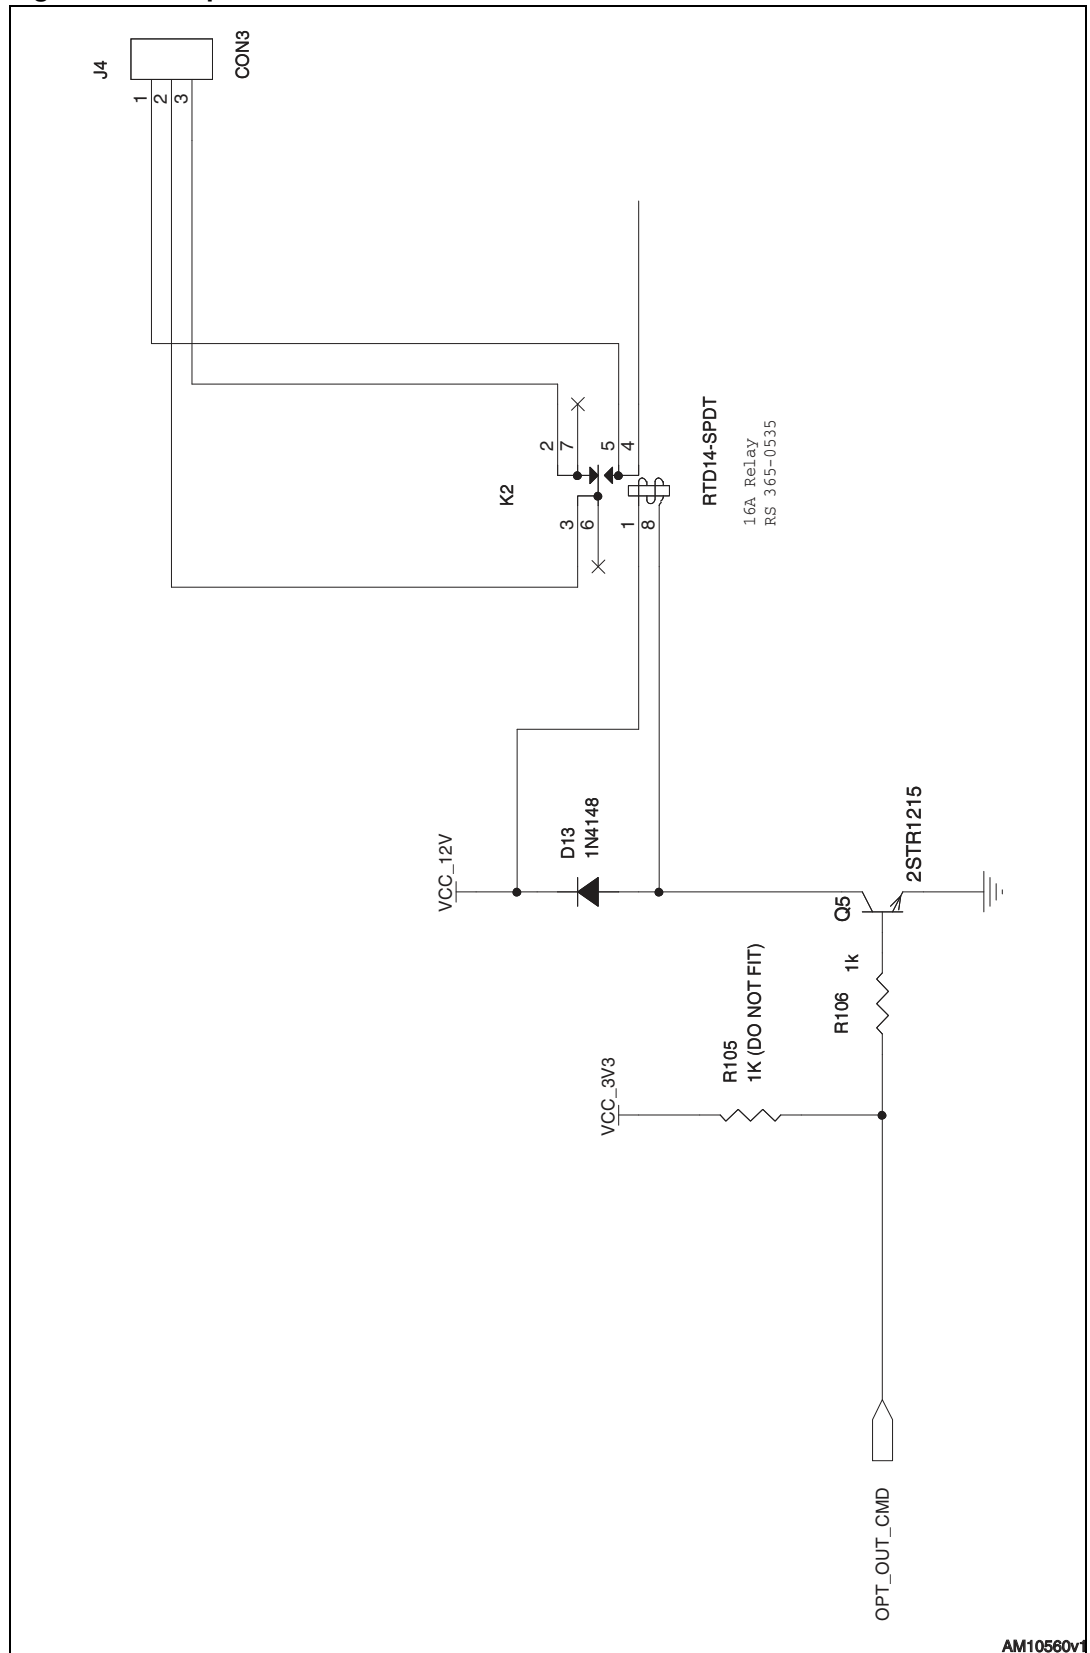 J4
CON3
1
2
3
K2
2
7
5
4
3
6
1
8
RTD14-SPDT
16A Relay
RS 365-0535
VCC_12V
D13
1N4148
Q5
2STR1215
R106
1k
R105
1K (DO NOT FIT)
VCC_3V3
OPT_OUT_CMD
AM10560v1